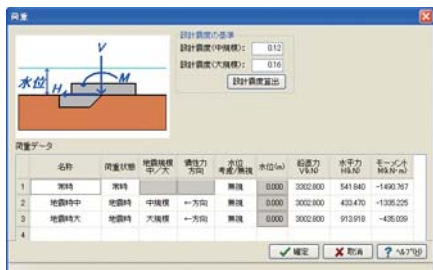 荷重
V
水位
H
M
設計震度の基準
設計震度(中規模): 0.12
設計震度(大規模): 0.16
設計震度算出
荷重データ
名称 荷重状態 地震規模 中/大 慣性力 方向 水位 考慮/無視 水位(m) 鉛直力 V(kN) 水平力 H(kN) モーメント M(kN・m)
1 常時 常時 無視 0.000 3302.800 541.840 -1490.767
2 地震時中 地震時 中規模 ←方向 無視 0.000 3002.800 433.470 -1335.225
3 地震時大 地震時 大規模 ←方向 無視 0.000 3002.800 913.918 -435.039
4
確定 取消 ヘルプ(H)